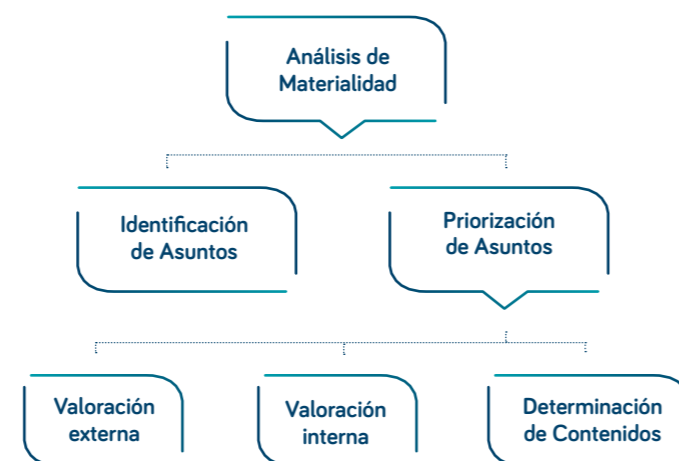 Análisis de
Materialidad
Identificación
de Asuntos
Priorización
de Asuntos
Valoración
externa
Valoración
interna
Determinación
de Contenidos